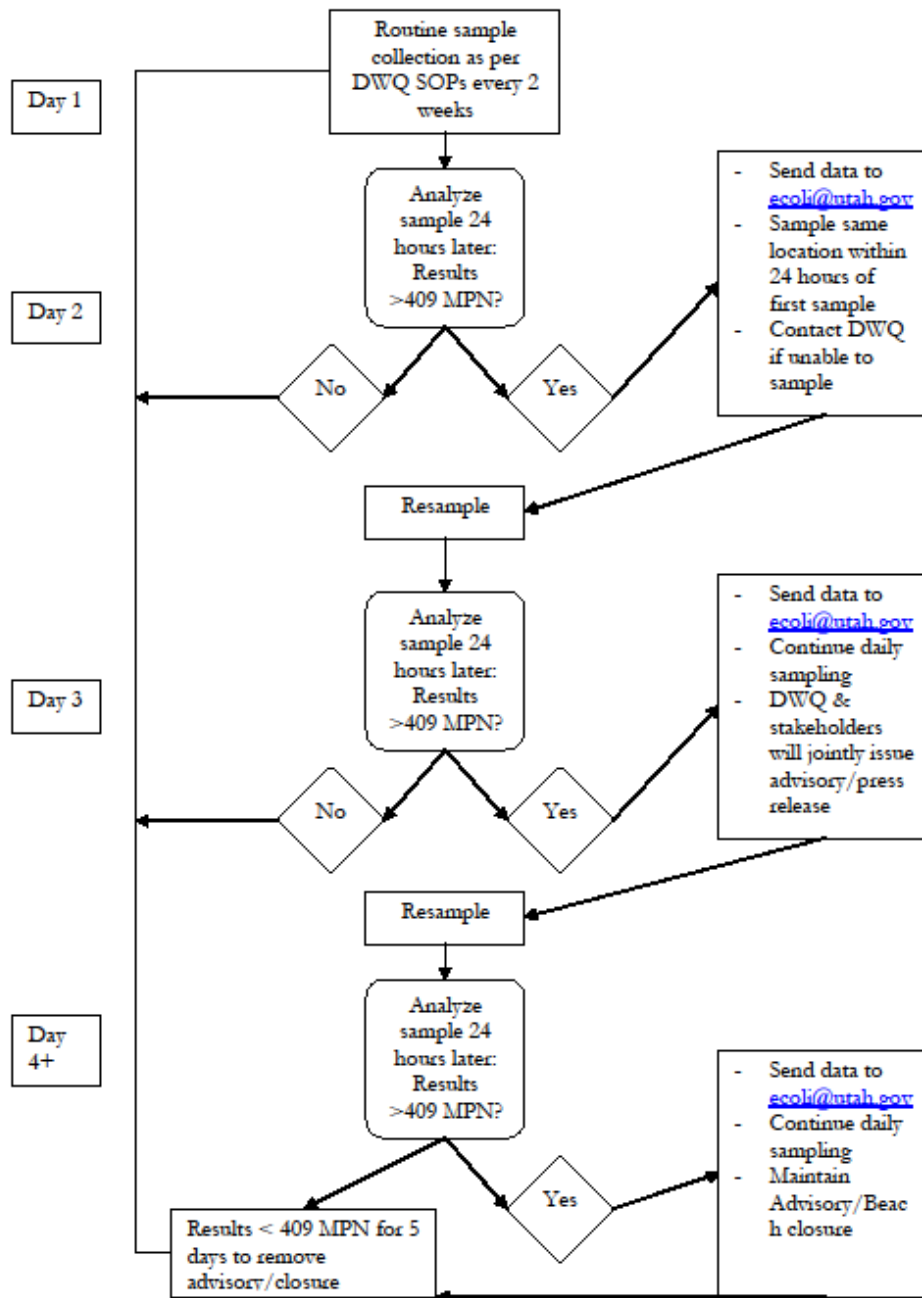 Routine sample
collection as per
DWQ SOPs every 2
weeks
Day 1
Analyze
sample 24
hours later:
Results
>409 MPN?
- Send data to
ecoli@utah.gov
- Sample same
location within
24 hours of
first sample
- Contact DWQ
if unable to
sample
Day 2
No
Yes
Resample
Analyze
sample 24
hours later:
Results
>409 MPN?
- Send data to
ecoli@utah.gov
- Continue daily
sampling
- DWQ &
stakeholders
will jointly issue
advisory/press
release
Day 3
No
Yes
Resample
Analyze
sample 24
hours later:
Results
>409 MPN?
Day
4+
- Send data to
ecoli@utah.gov
- Continue daily
sampling
- Maintain
Advisory/Beac
h closure
Yes
Results < 409 MPN for 5
days to remove
advisory/closure